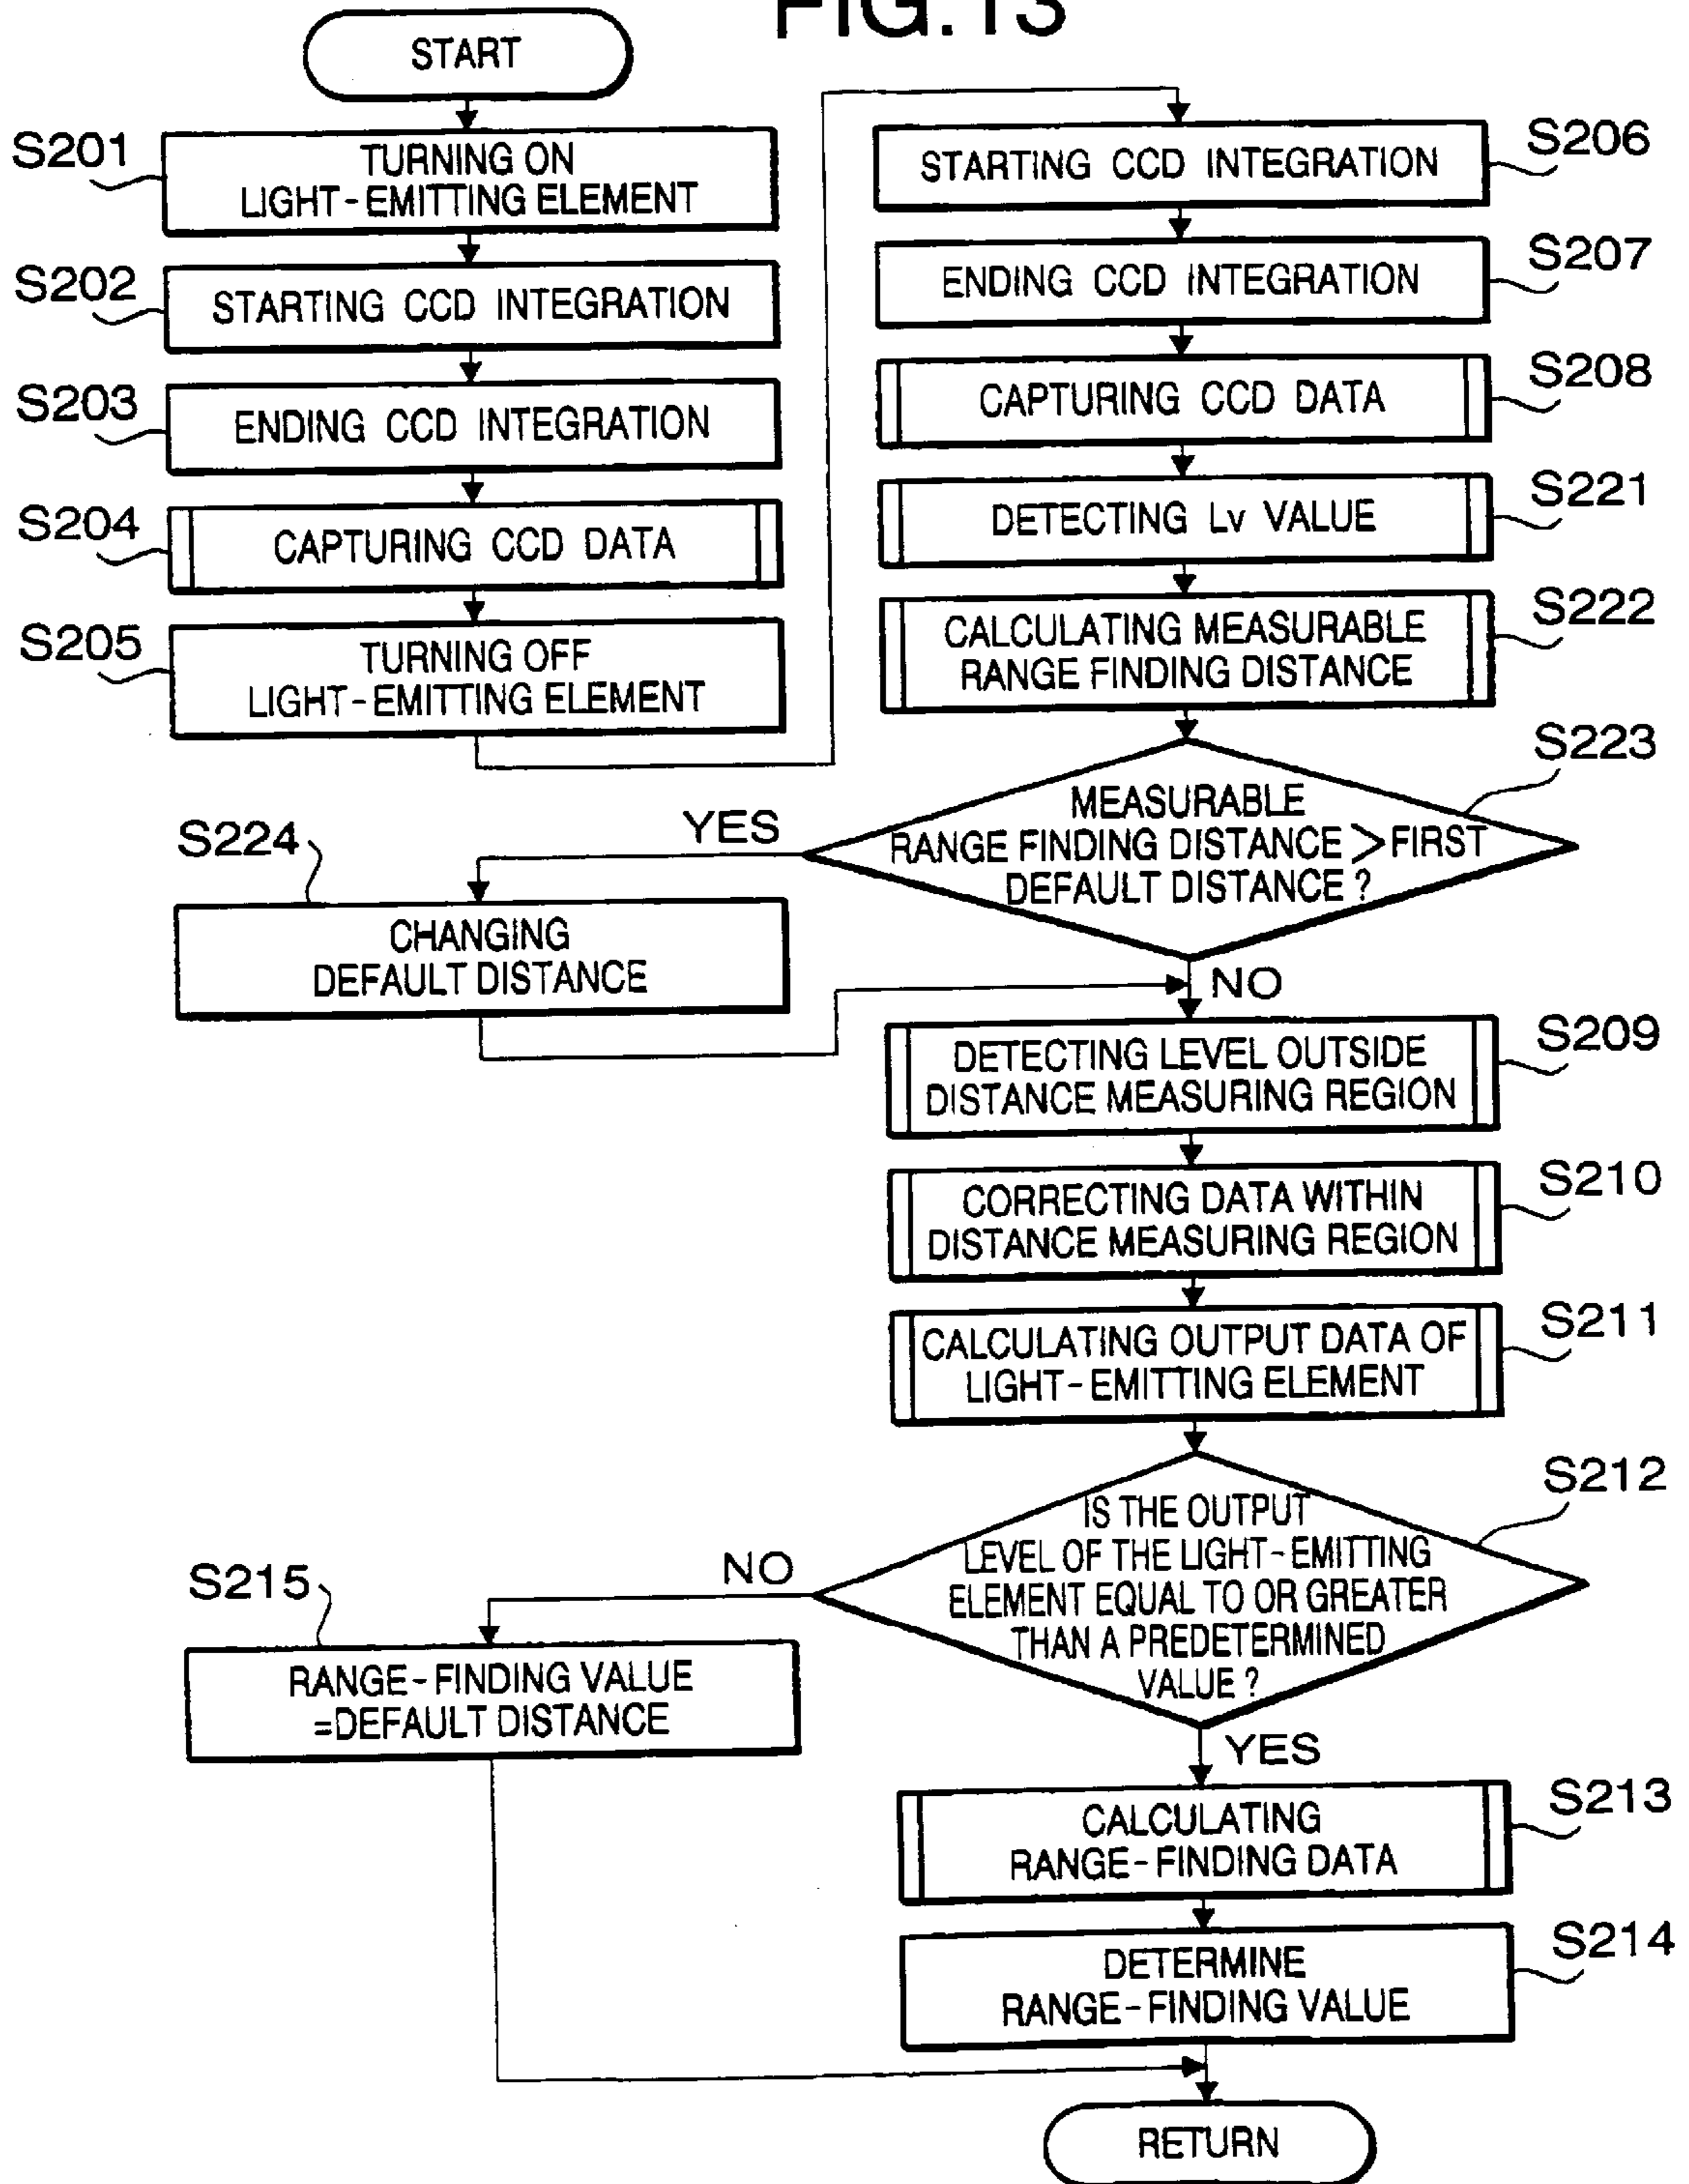 FIG.13
START
S201
TURNING ON
LIGHT-EMITTING ELEMENT
S202
STARTING CCD INTEGRATION
S203
ENDING CCD INTEGRATION
S204
CAPTURING CCD DATA
S205
TURNING OFF
LIGHT-EMITTING ELEMENT
STARTING CCD INTEGRATION
S206
ENDING CCD INTEGRATION
S207
CAPTURING CCD DATA
S208
DETECTING Lv VALUE
S221
CALCULATING MEASURABLE
RANGE FINDING DISTANCE
S222
S223
MEASURABLE
RANGE FINDING DISTANCE > FIRST
DEFAULT DISTANCE ?
YES
S224
CHANGING
DEFAULT DISTANCE
NO
DETECTING LEVEL OUTSIDE
DISTANCE MEASURING REGION
S209
CORRECTING DATA WITHIN
DISTANCE MEASURING REGION
S210
CALCULATING OUTPUT DATA OF
LIGHT-EMITTING ELEMENT
S211
S212
IS THE OUTPUT
LEVEL OF THE LIGHT-EMITTING
ELEMENT EQUAL TO OR GREATER
THAN A PREDETERMINED
VALUE ?
NO
S215
RANGE-FINDING VALUE
=DEFAULT DISTANCE
YES
CALCULATING
RANGE-FINDING DATA
S213
DETERMINE
RANGE-FINDING VALUE
S214
RETURN